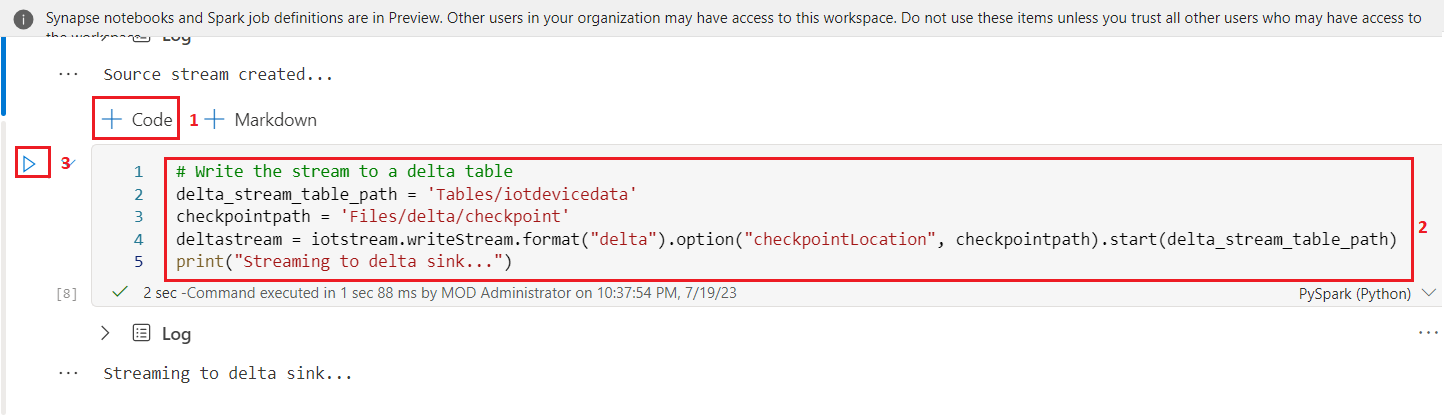 Synapse notebooks and Spark job definitions are in Preview. Other users in your organization may have access to this workspace. Do not use these items unless you trust all other users who may have access to
the workspace.
Log
... Source stream created...
+ Code 1 + Markdown
3
1 # Write the stream to a delta table
2 delta_stream_table_path = 'Tables/iotdevicedata'
3 checkpointpath = 'Files/delta/checkpoint'
4 deltastream = iotstream.writeStream.format("delta").option("checkpointLocation", checkpointpath).start(delta_stream_table_path)
2
5 print("Streaming to delta sink...")
[8] 2 sec -Command executed in 1 sec 88 ms by MOD Administrator on 10:37:54 PM, 7/19/23 PySpark (Python)
Log ...
... Streaming to delta sink...